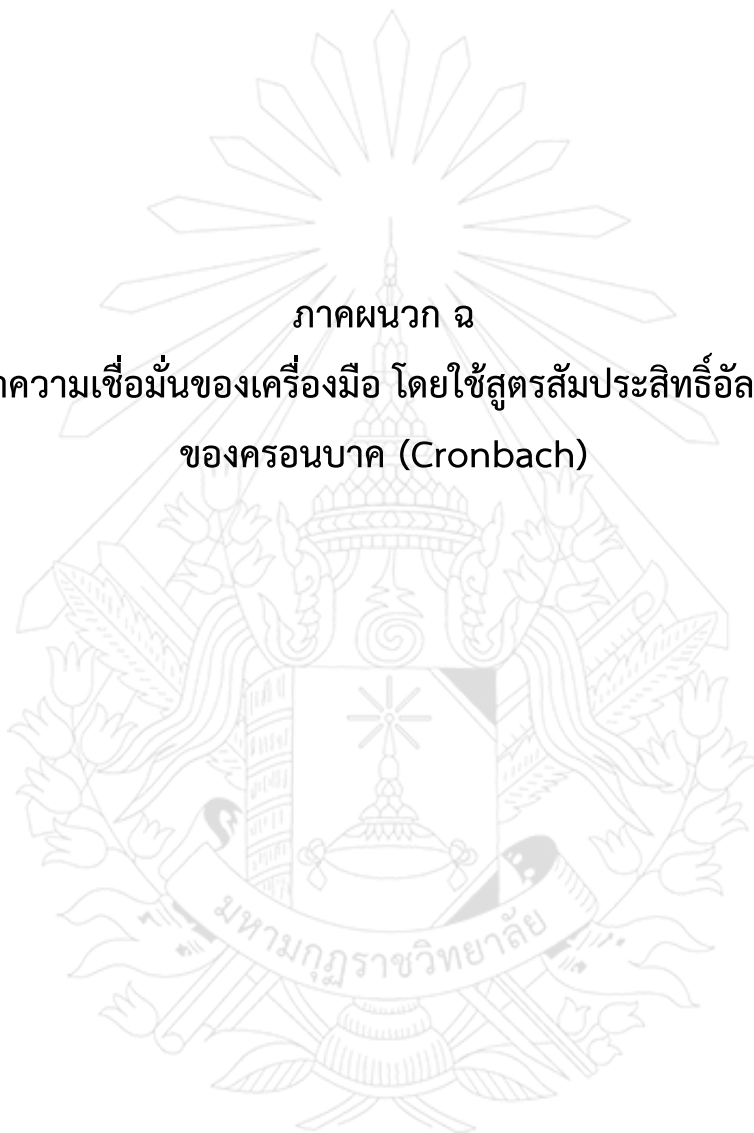 ภาคผนวก ฉ
ความเชื่อมั่นของเครื่องมือ โดยใช้สูตรสัมประสิทธิ์
ของครอนบาค (Cronbach)
มหามกุฏราชวิทยาลัย